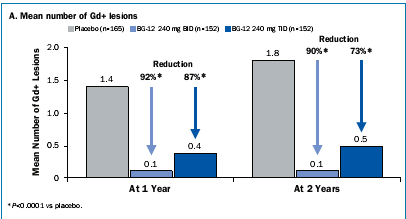 A. Mean number of Gd+ lesions
Placebo (n=165) BG-12 240 mg BID (n=152) BG-12 240 mg TID (n=152)
Mean Number of Gd+ Lesions
2.0
1.5
1.0
0.5
0
Reduction
92%* 87%*
1.4
0.1
0.4
Reduction
90%* 73%*
1.8
0.1
0.5
At 1 Year
At 2 Years
*P<0.0001 vs placebo.